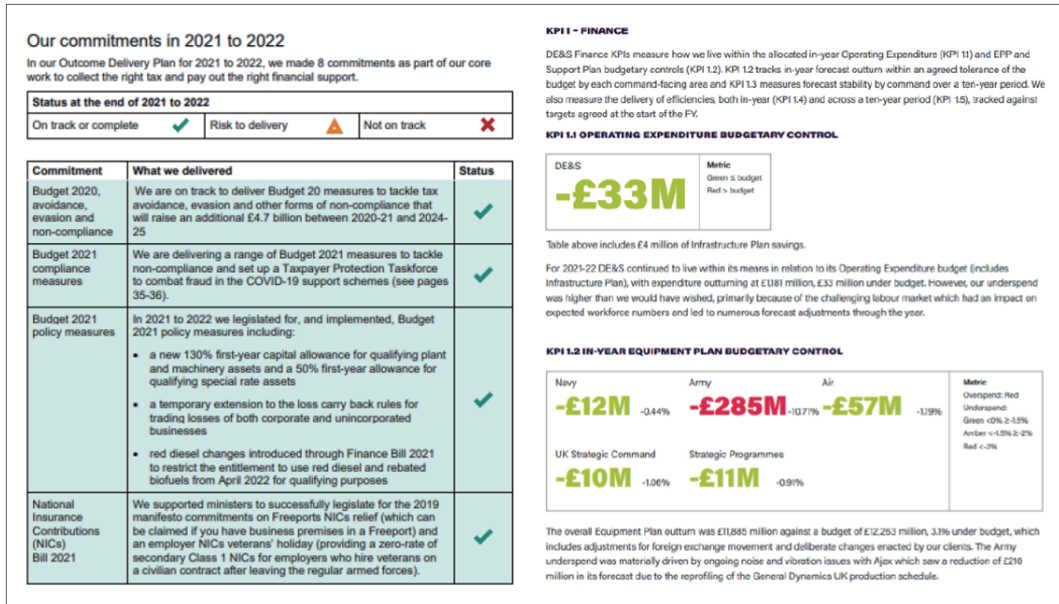 Our commitments in 2021 to 2022
In our Outcome Delivery Plan for 2021 to 2022, we made 8 commitments as part of our core
work to collect the right tax and pay out the right financial support.
Status at the end of 2021 to 2022
On track or complete
Risk to delivery
Not on track
Commitment
What we delivered
Status
Budget 2020,
avoidance,
evasion and
non-compliance
We are on track to deliver Budget 20 measures to tackle tax
avoidance, evasion and other forms of non-compliance that
will raise an additional £4.7 billion between 2020-21 and 2024-
25
Budget 2021
compliance
measures
We are delivering a range of Budget 2021 measures to tackle
non-compliance and set up a Taxpayer Protection Taskforce
to combat fraud in the COVID-19 support schemes (see pages
35-36).
Budget 2021
policy measures
In 2021 to 2022 we legislated for, and implemented, Budget
2021 policy measures including:
• a new 130% first-year capital allowance for qualifying plant
and machinery assets and a 50% first-year allowance for
qualifying special rate assets
• a temporary extension to the loss carry back rules for
trading losses of both corporate and unincorporated
businesses
• red diesel changes introduced through Finance Bill 2021
to restrict the entitlement to use red diesel and rebated
biofuels from April 2022 for qualifying purposes
National
Insurance
Contributions
(NICs)
Bill 2021
We supported ministers to successfully legislate for the 2019
manifesto commitments on Freeports NICs relief (which can
be claimed if you have business premises in a Freeport) and
an employer NICs veterans' holiday (providing a zero-rate of
secondary Class 1 NICs for employers who hire veterans on
a civilian contract after leaving the regular armed forces).
KPI 1 – FINANCE
DE&S Finance KPIs measure how we live within the allocated in-year Operating Expenditure (KPI 1.1) and EPP and
Support Plan budgetary controls (KPI 1.2). KPI 1.2 tracks in-year forecast outturn within an agreed tolerance of the
budget by each command-facing area and KPI 1.3 measures forecast stability by command over a ten-year period. We
also measure the delivery of efficiencies, both in-year (KPI 1.4) and across a ten-year period (KPI 1.5), tracked against
targets agreed at the start of the FY.
KPI 1.1 OPERATING EXPENDITURE BUDGETARY CONTROL
DE&S
-£33M
Metric
Green ≤ budget
Red > budget
Table above includes £4 million of Infrastructure Plan savings.
For 2021-22 DE&S continued to live within its means in relation to its Operating Expenditure budget (includes
Infrastructure Plan), with expenditure outturning at £1,181 million, £33 million under budget. However, our underspend
was higher than we would have wished, primarily because of the challenging labour market which had an impact on
expected workforce numbers and led to numerous forecast adjustments through the year.
KPI 1.2 IN-YEAR EQUIPMENT PLAN BUDGETARY CONTROL
Navy
-£12M -0.44%
Army
-£285M -10.71%
Air
-£57M -1.19%
UK Strategic Command
-£10M -1.06%
Strategic Programmes
-£11M -0.91%
Metric
Overspend: Red
Underspend:
Green <0% ≥-1.5%
Amber <-1.5% ≥-2%
Red <-2%
The overall Equipment Plan outturn was £11,885 million against a budget of £12,263 million, 3.1% under budget, which
includes adjustments for foreign exchange movement and deliberate changes enacted by our clients. The Army
underspend was materially driven by ongoing noise and vibration issues with Ajax which saw a reduction of £210
million in its forecast due to the reprofiling of the General Dynamics UK production schedule.